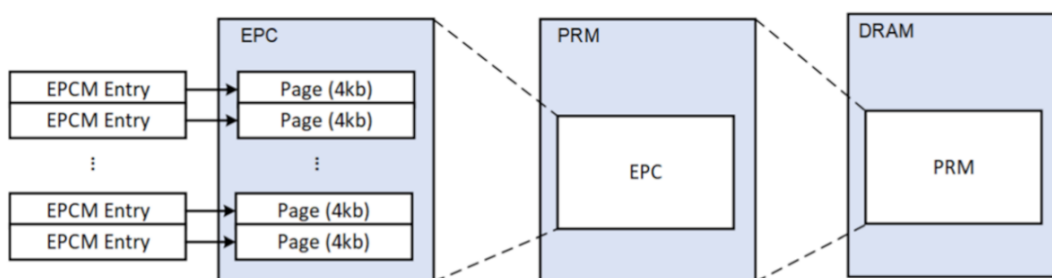 EPC
PRM
DRAM
EPCM Entry
Page (4kb)
EPCM Entry
Page (4kb)
⋮
⋮
EPC
PRM
EPCM Entry
Page (4kb)
EPCM Entry
Page (4kb)